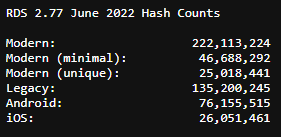 RDS 2.77 June 2022 Hash Counts
Modern: 222,113,224
Modern (minimal): 46,688,292
Modern (unique): 25,018,441
Legacy: 135,200,245
Android: 76,155,515
iOS: 26,051,461